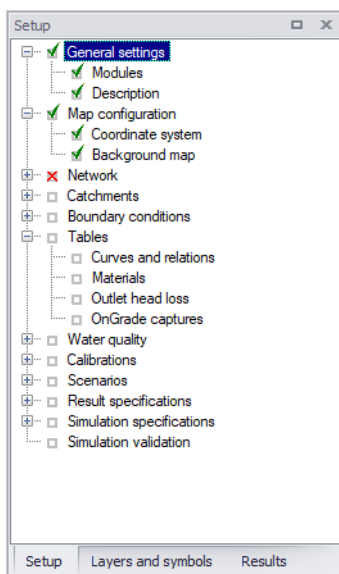 Setup
General settings
Modules
Description
Map configuration
Coordinate system
Background map
Network
Catchments
Boundary conditions
Tables
Curves and relations
Materials
Outlet head loss
OnGrade captures
Water quality
Calibrations
Scenarios
Result specifications
Simulation specifications
Simulation validation
Setup Layers and symbols Results